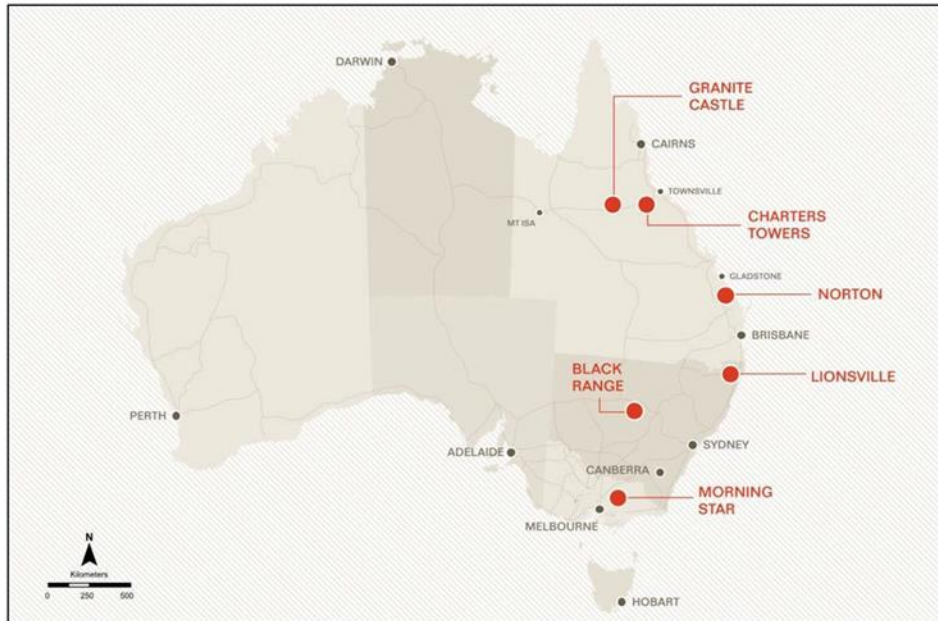 DARWIN
GRANITE
CASTLE
CAIRNS
TOWNSVILLE
MT ISA
CHARTERS
TOWERS
GLADSTONE
NORTON
BRISBANE
BLACK
RANGE
LIONSVILLE
PERTH
ADELAIDE
SYDNEY
CANBERRA
MORNING
STAR
MELBOURNE
N
Kilometers
0 250 500
HOBART